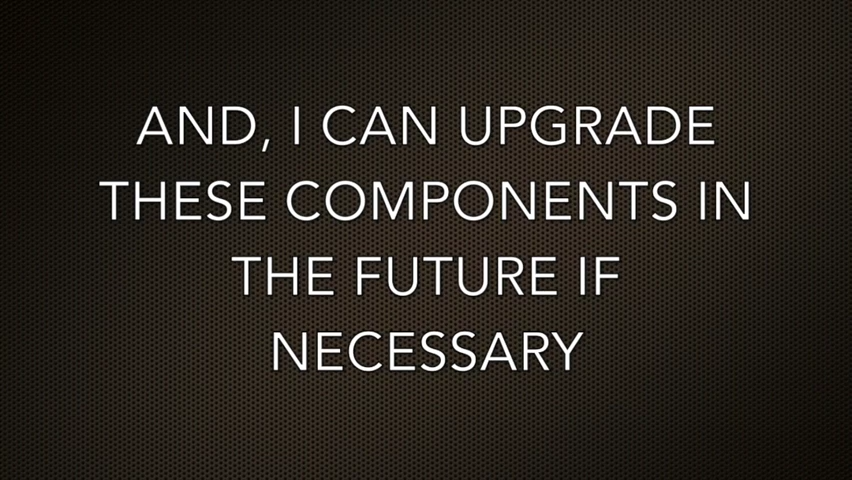 AND, I CAN UPGRADE
THESE COMPONENTS IN
THE FUTURE IF
NECESSARY